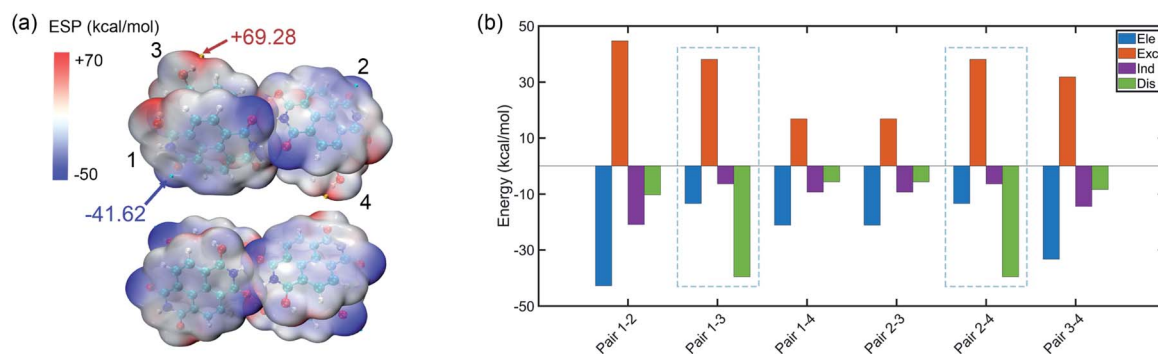 (a)
ESP (kcal/mol)
+70
-50
3
+69.28
2
1
-41.62
4
(b)
Energy (kcal/mol)
50
30
10
-10
-30
-50
Ele
Exc
Ind
Dis
Pair 1-2
Pair 1-3
Pair 1-4
Pair 2-3
Pair 2-4
Pair 3-4